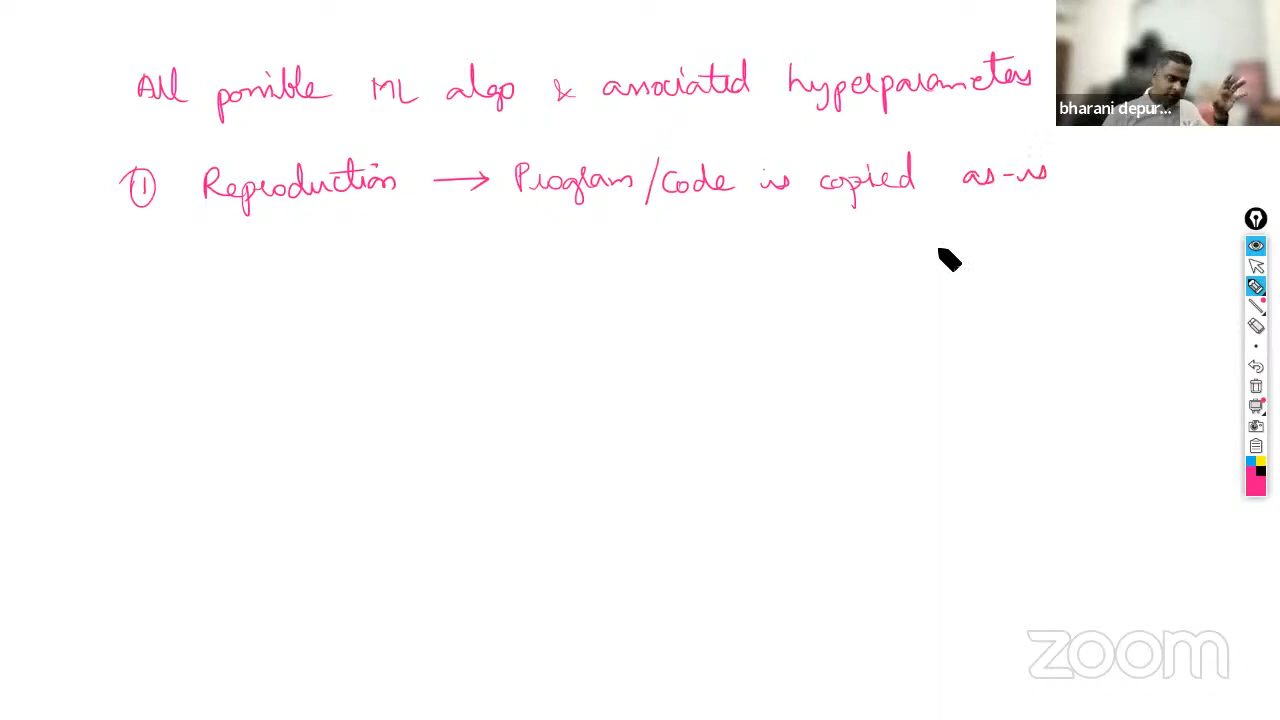 All possible ML algo & associated hyperparameters
bharani depur...
① Reproduction → Program/Code is copied as-is
zoom